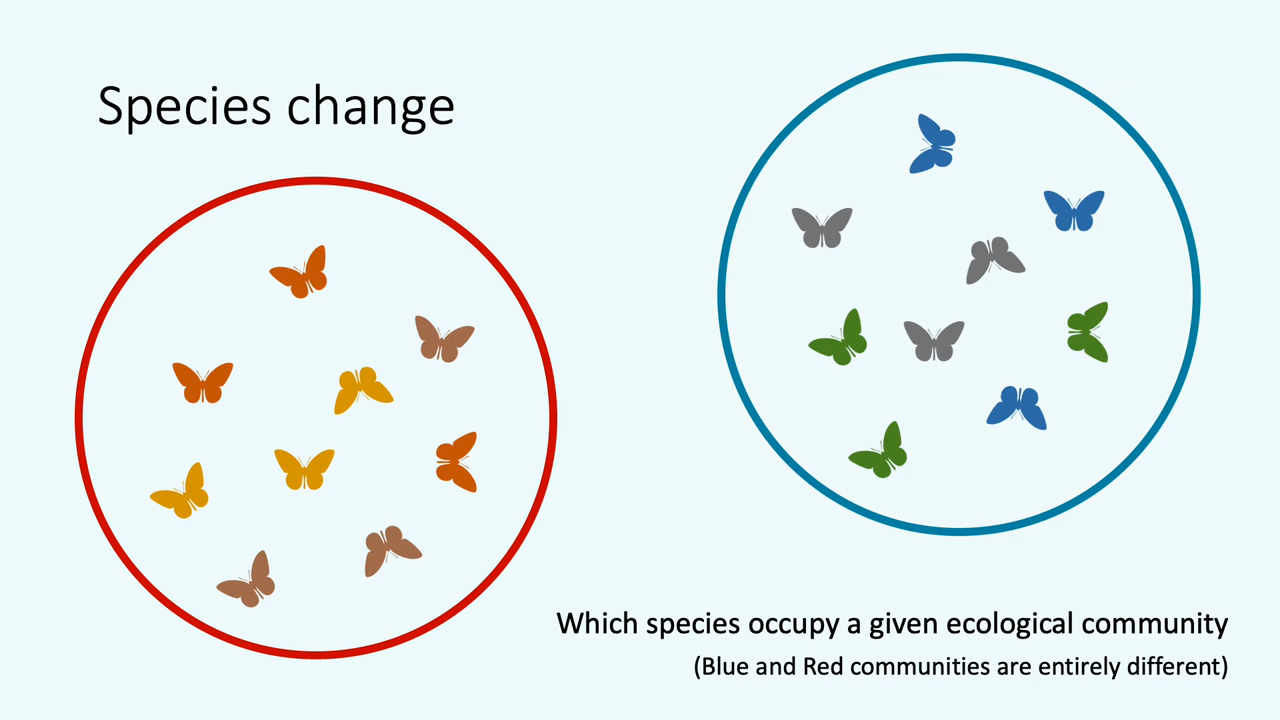 Species change
Which species occupy a given ecological community
(Blue and Red communities are entirely different)